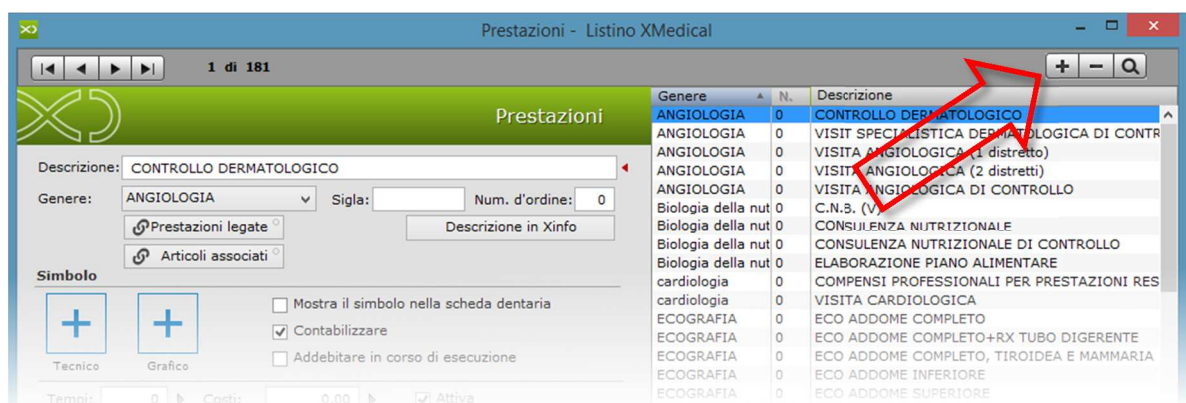 Prestazioni - Listino XMedical
1 di 181
Prestazioni
Descrizione: CONTROLLO DERMATOLOGICO
Genere: ANGIOLOGIA Sigla: Num. d'ordine: 0
Prestazioni legate Descrizione in Xinfo
Articoli associati
Simbolo
Mostra il simbolo nella scheda dentaria
Contabilizzare
Addebitare in corso di esecuzione
Tecnico Grafico
Tempi: 0 Costi: 0.00 Attiva
Genere N. Descrizione
ANGIOLOGIA 0 CONTROLLO DERMATOLOGICO
ANGIOLOGIA 0 VISIT SPECIALISTICA DERMATOLOGICA DI CONTR
ANGIOLOGIA 0 VISITA ANGIOLOGICA (1 distretto)
ANGIOLOGIA 0 VISITA ANGIOLOGICA (2 distretti)
ANGIOLOGIA 0 VISITA ANGIOLOGICA DI CONTROLLO
Biologia della nut 0 C.N.B. (V)
Biologia della nut 0 CONSULENZA NUTRIZIONALE
Biologia della nut 0 CONSULENZA NUTRIZIONALE DI CONTROLLO
Biologia della nut 0 ELABORAZIONE PIANO ALIMENTARE
cardiologia 0 COMPENSI PROFESSIONALI PER PRESTAZIONI RES
cardiologia 0 VISITA CARDIOLOGICA
ECOGRAFIA 0 ECO ADDOME COMPLETO
ECOGRAFIA 0 ECO ADDOME COMPLETO+RX TUBO DIGERENTE
ECOGRAFIA 0 ECO ADDOME COMPLETO, TIROIDEA E MAMMARIA
ECOGRAFIA 0 ECO ADDOME INFERIORE
ECOGRAFIA 0 ECO ADDOME SUPERIORE